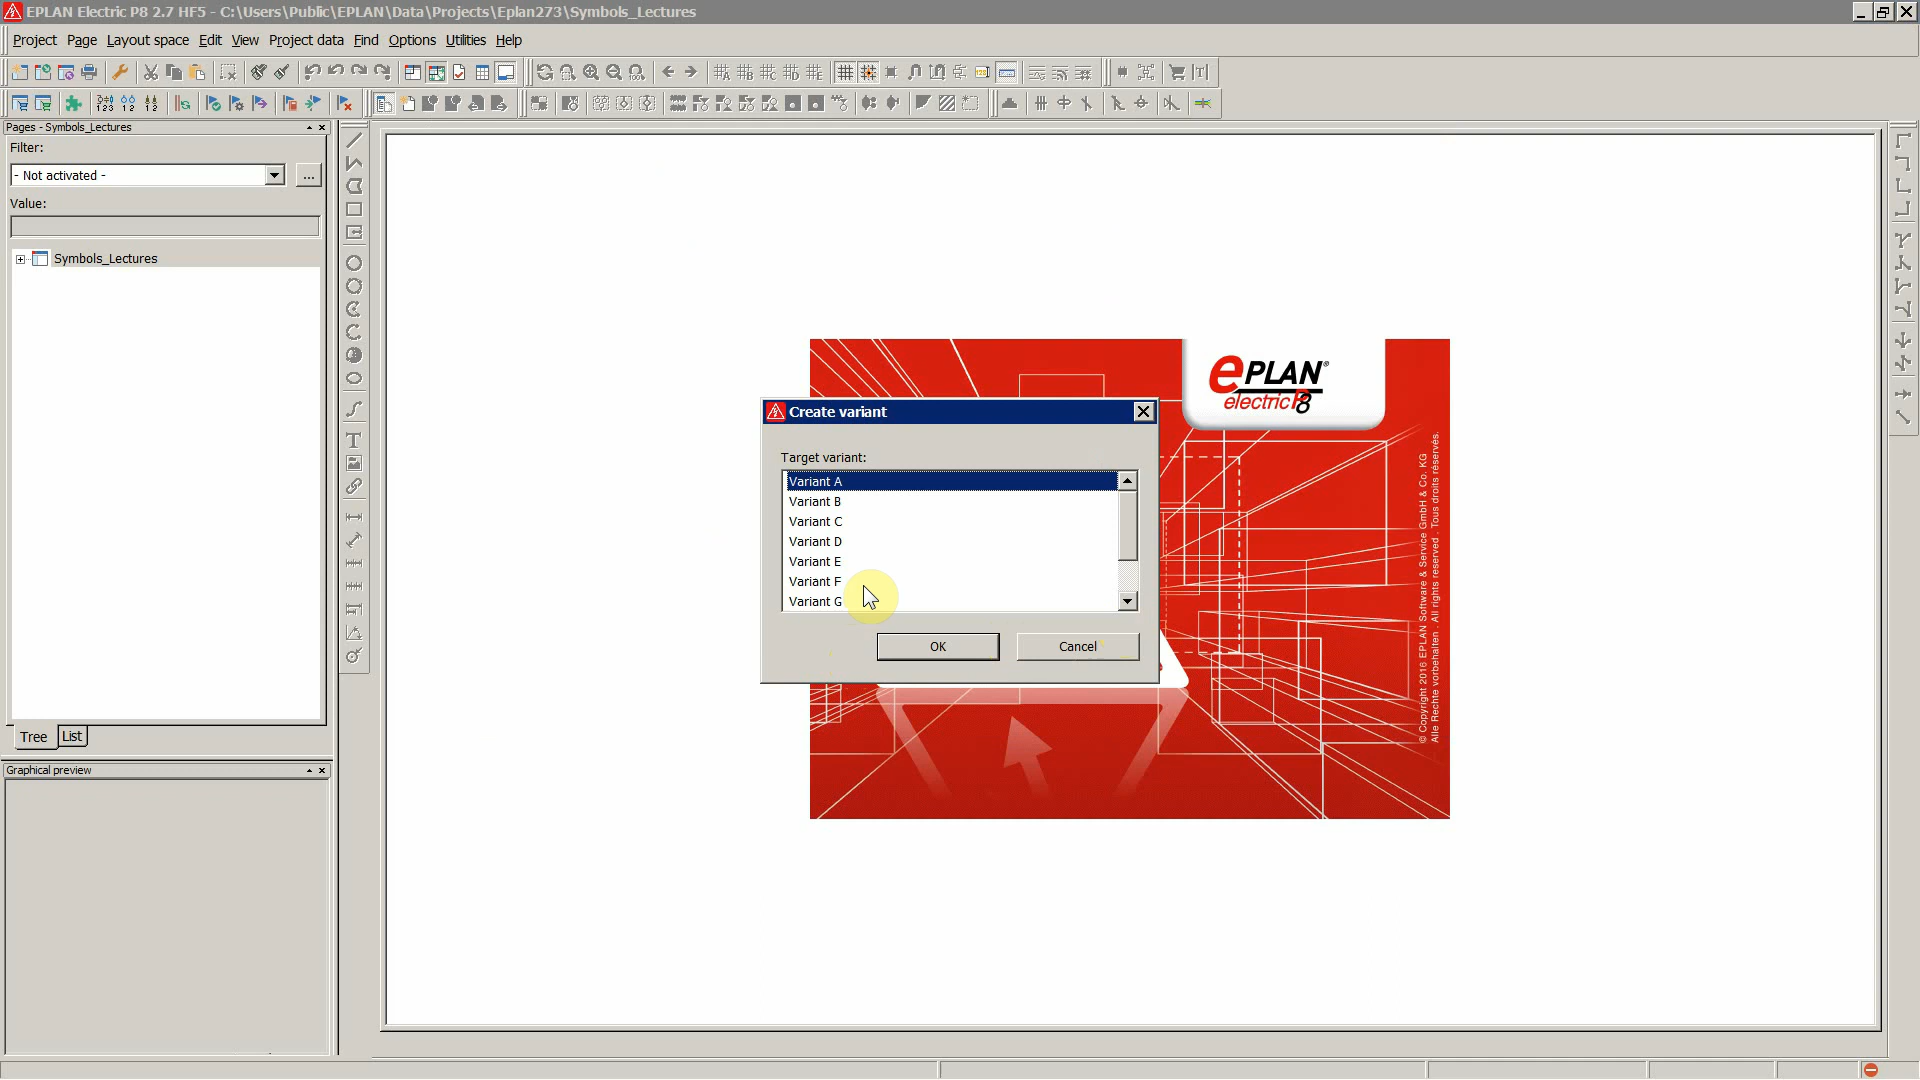 EPLAN Electric P8 2.7 HF5 - C:\Users\Public\EPLAN\Data\Projects\Eplan273\Symbols_Lectures
Project Page Layout space Edit View Project data Find Options Utilities Help
Pages - Symbols_Lectures
Filter:
- Not activated -
...
Value:
Symbols_Lectures
Tree List
Graphical preview
ePLAN®
electric P8
Create variant
Target variant:
Variant A
Variant B
Variant C
Variant D
Variant E
Variant F
Variant G
OK Cancel
© Copyright 2016 EPLAN Software & Service GmbH & Co. KG
Alle Rechte vorbehalten . All rights reserved . Tous droits réservés.